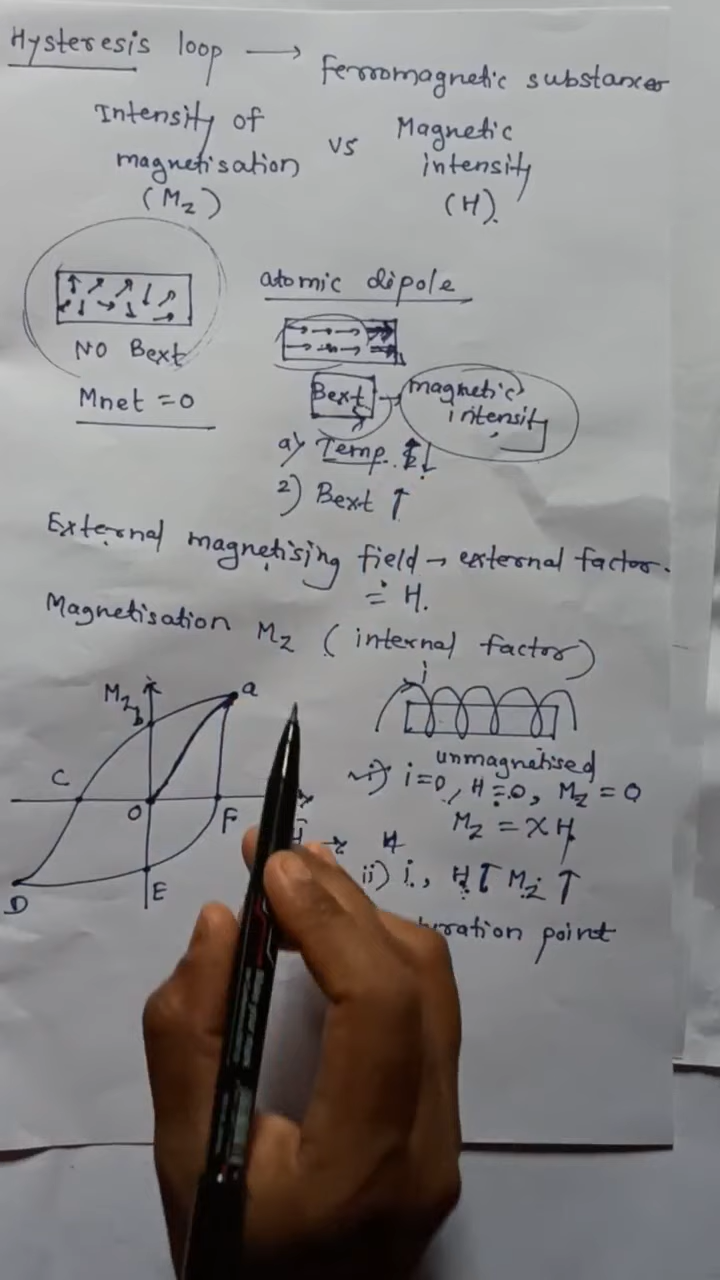 Hysteresis loop → Ferromagnetic substances
Intensity of magnetisation (Mz) vs Magnetic intensity (H).
NO Bext
Mnet = 0
atomic dipole
Bext → magnetic intensity
a) Temp. ↓
2) Bext ↑
External magnetising field → external factor.
= H.
Magnetisation Mz (internal factor)
Mz
a
b
C
O
F
D
E
i
unmagnetised
i) i=0, H=0, Mz = 0
Mz = χH
H
ii) i, H↑ Mz ↑
point